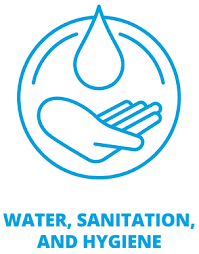 WATER, SANITATION,
AND HYGIENE